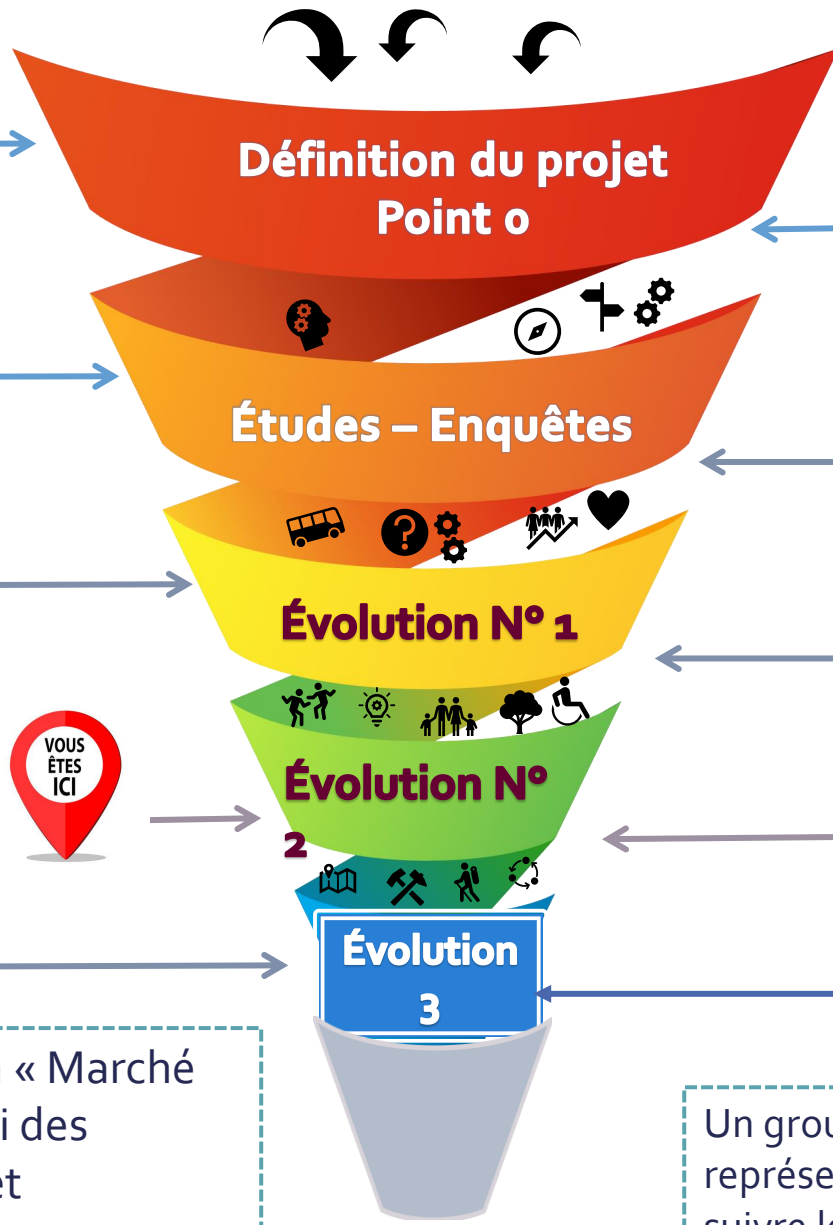 Définition du projet
Point 0
Études – Enquêtes
Évolution N° 1
VOUS
ÊTES
ICI
Évolution N°
2
Évolution
3
« Marché
i des
et
Un grou
représe
suivre l